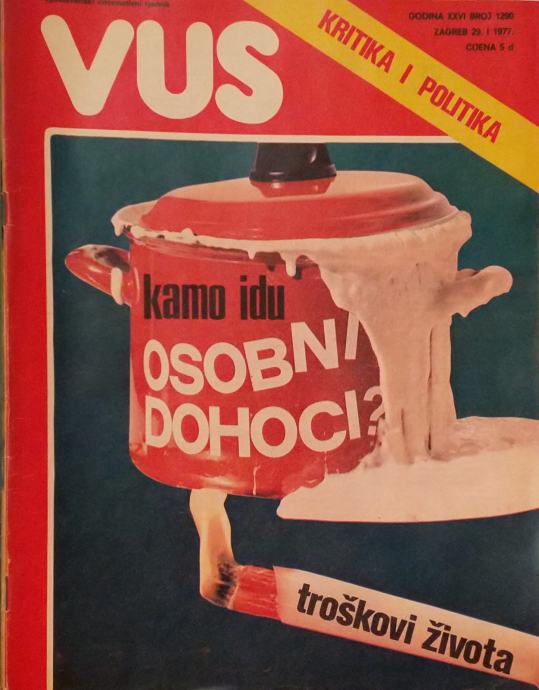 VUS
KRITIKA I POLITIKA
GODINA XXVI BROJ 1290
ZAGREB 29. I 1977.
CIJENA 5 d
kamo idu
OSOBNI
DOHOCI?
troškovi života